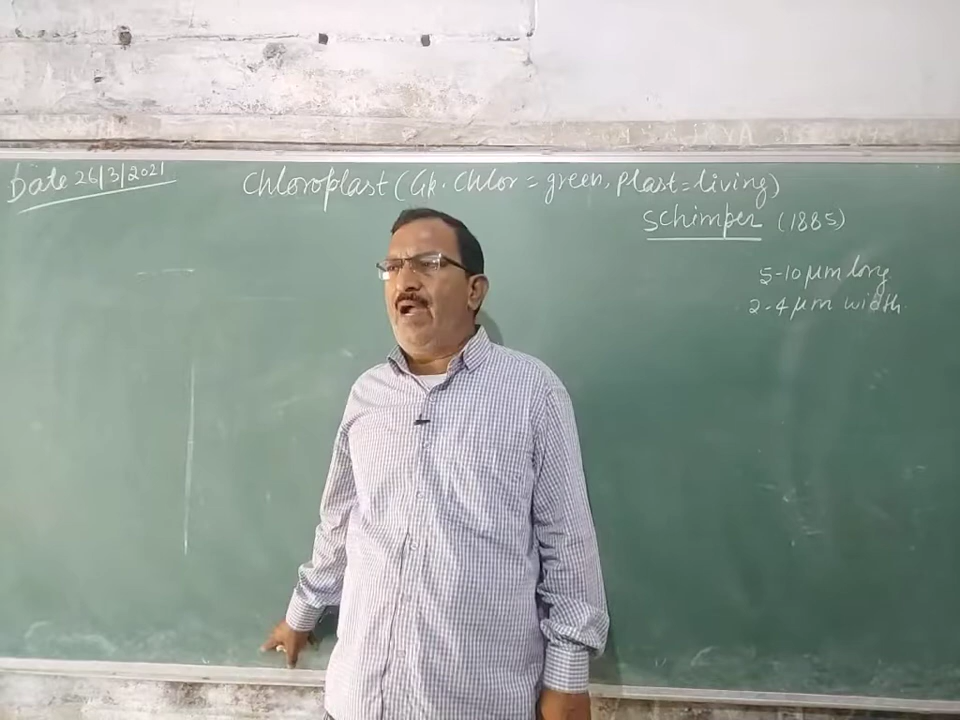 Date 26/3/2021
Chloroplast (Gk. Chlor = green, plast = living)
Schimper (1885)
5-10 μm long
2-4 μm width